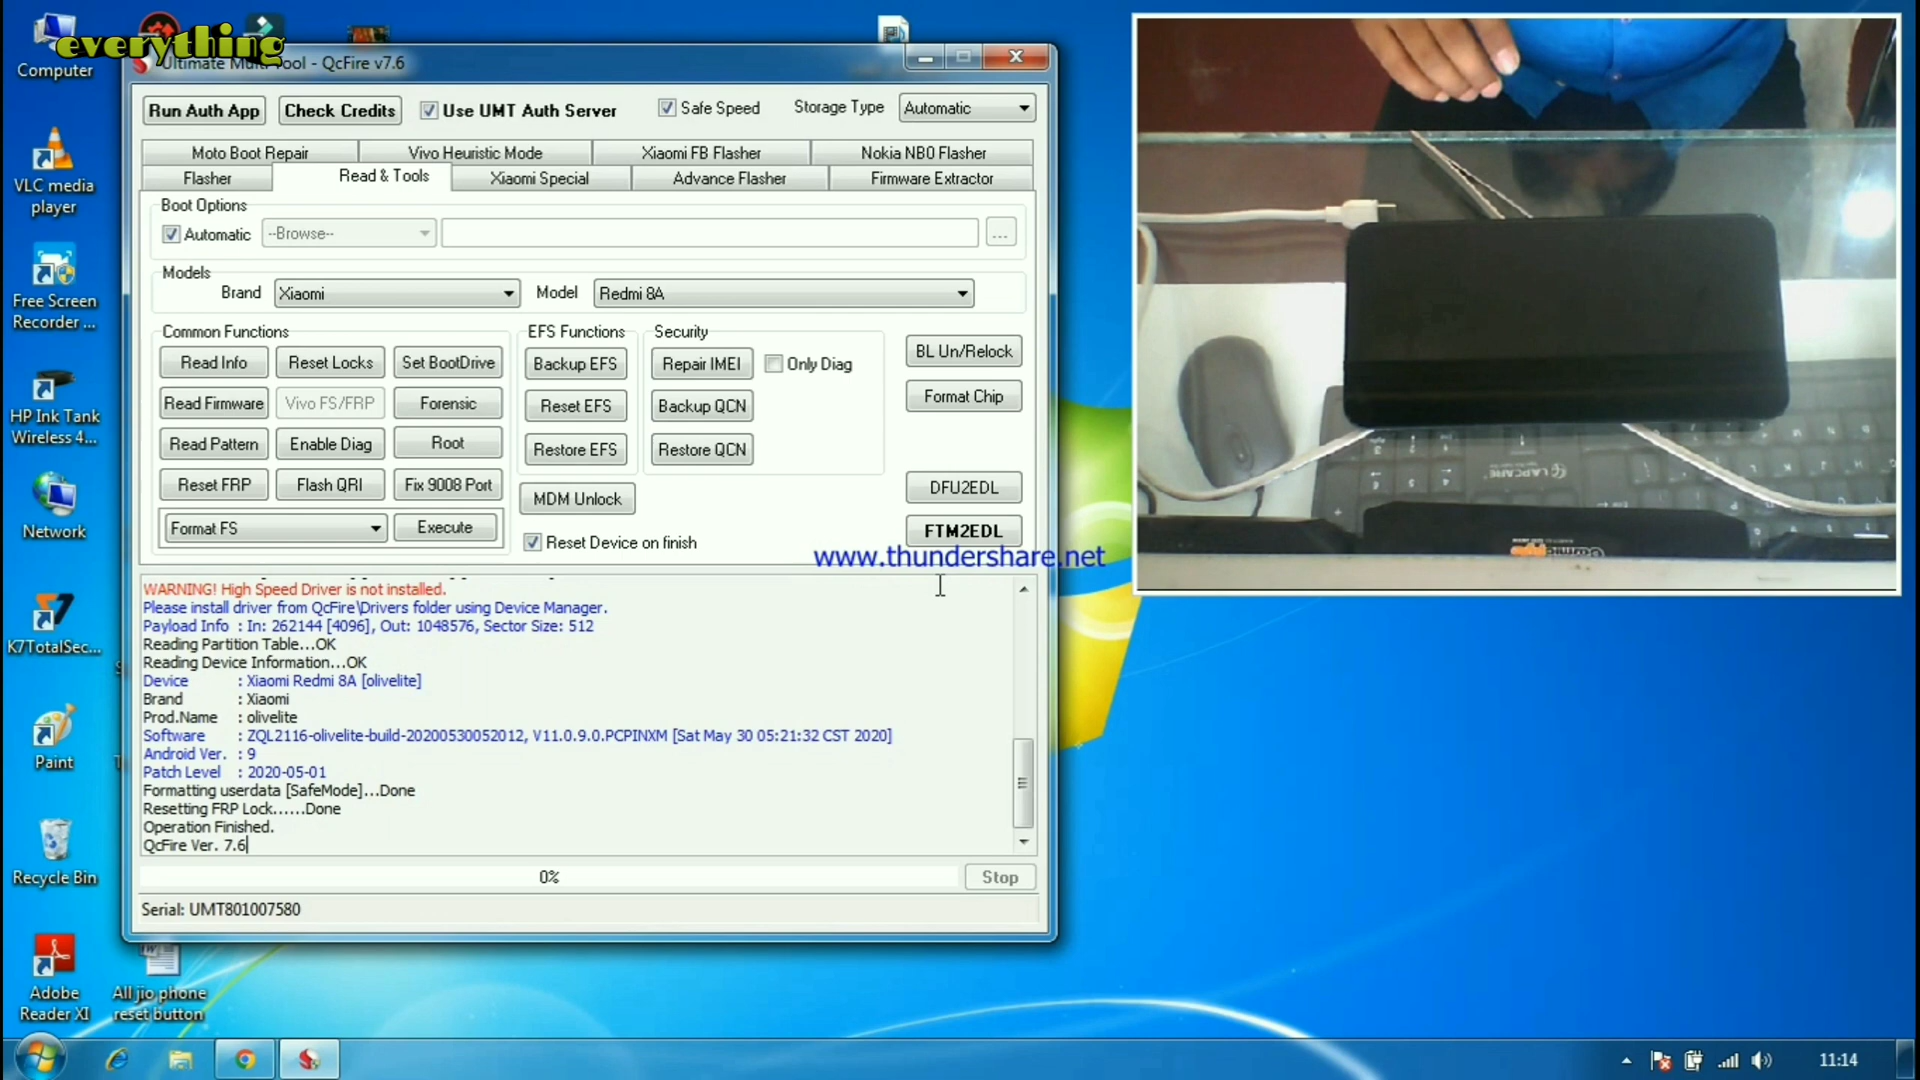 everything
Computer
VLC media
player
Free Screen
Recorder ...
HP Ink Tank
Wireless 4...
Network
K7TotalSec...
Paint
Recycle Bin
Adobe
Reader XI
All jio phone
reset button
Ultimate Multi Tool - QcFire v7.6
Run Auth App
Check Credits
Use UMT Auth Server
Safe Speed
Storage Type
Automatic
Moto Boot Repair
Vivo Heuristic Mode
Xiaomi FB Flasher
Nokia NB0 Flasher
Flasher
Read & Tools
Xiaomi Special
Advance Flasher
Firmware Extractor
Boot Options
Automatic
--Browse--
...
Models
Brand
Xiaomi
Model
Redmi 8A
Common Functions
Read Info
Reset Locks
Set BootDrive
Read Firmware
Vivo FS/FRP
Forensic
Read Pattern
Enable Diag
Root
Reset FRP
Flash QRI
Fix 9008 Port
Format FS
Execute
EFS Functions
Backup EFS
Reset EFS
Restore EFS
MDM Unlock
Reset Device on finish
Security
Repair IMEI
Only Diag
Backup QCN
Restore QCN
BL Un/Relock
Format Chip
DFU2EDL
FTM2EDL
www.thundershare.net
WARNING! High Speed Driver is not installed.
Please install driver from QcFire\Drivers folder using Device Manager.
Payload Info : In: 262144 [4096], Out: 1048576, Sector Size: 512
Reading Partition Table...OK
Reading Device Information...OK
Device : Xiaomi Redmi 8A [olivelite]
Brand : Xiaomi
Prod.Name : olivelite
Software : ZQL2116-olivelite-build-20200530052012, V11.0.9.0.PCPINXM [Sat May 30 05:21:32 CST 2020]
Android Ver. : 9
Patch Level : 2020-05-01
Formatting userdata [SafeMode]...Done
Resetting FRP Lock......Done
Operation Finished.
QcFire Ver. 7.6
0%
Stop
Serial: UMT801007580
LAPCARE
11:14